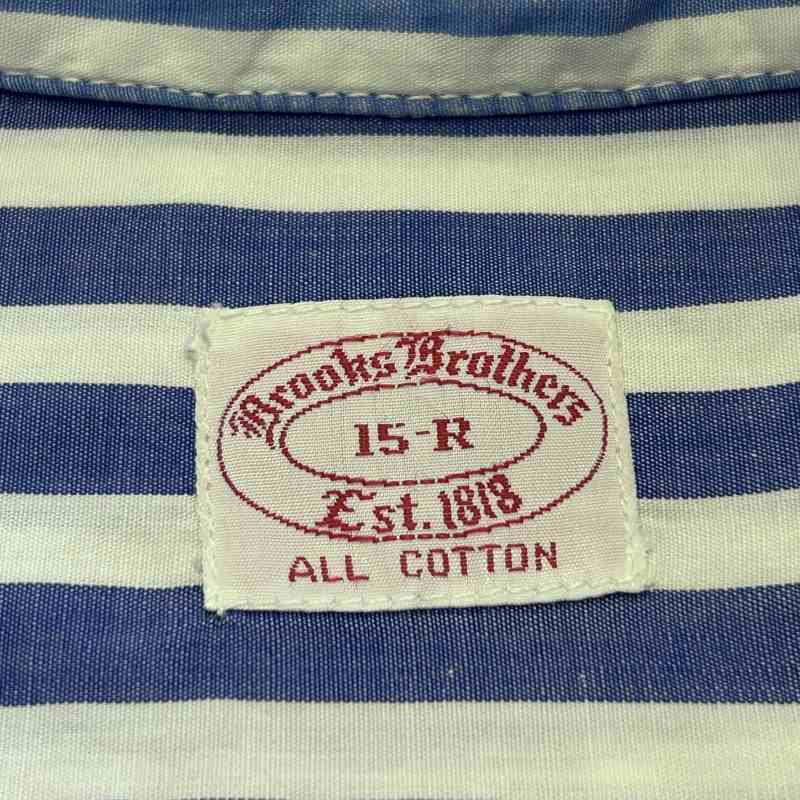 Brooks Brothers
15-R
Est. 1818
ALL COTTON